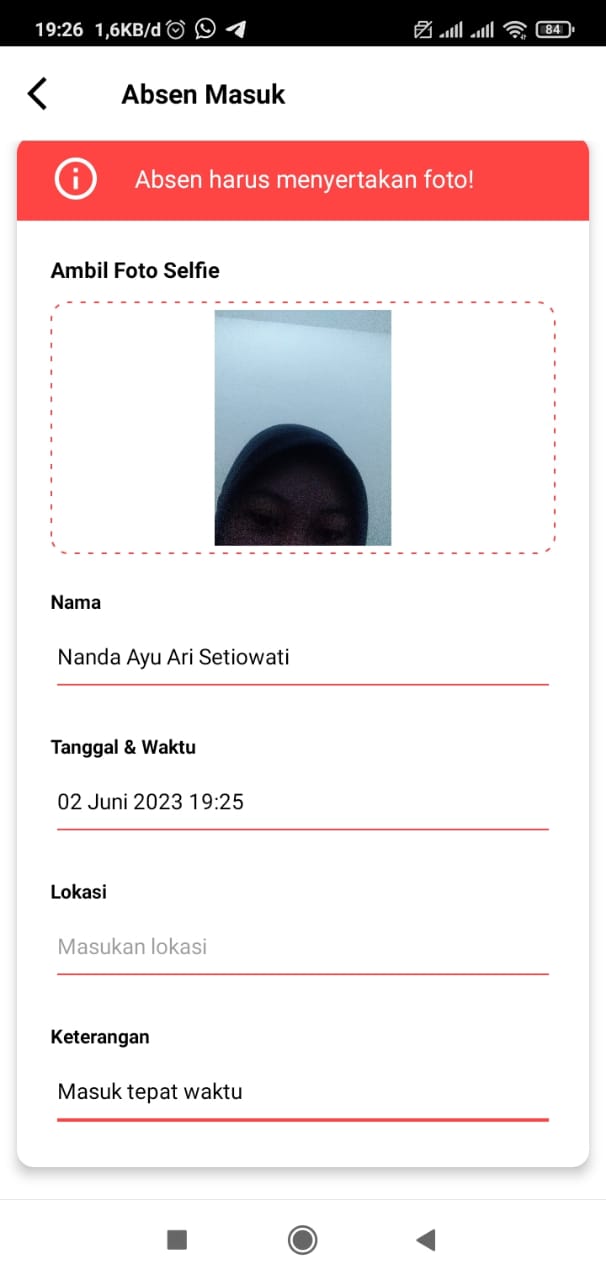 19:26 1,6KB/d 84
Absen Masuk
Absen harus menyertakan foto!
Ambil Foto Selfie
Nama
Nanda Ayu Ari Setiowati
Tanggal & Waktu
02 Juni 2023 19:25
Lokasi
Masukan lokasi
Keterangan
Masuk tepat waktu